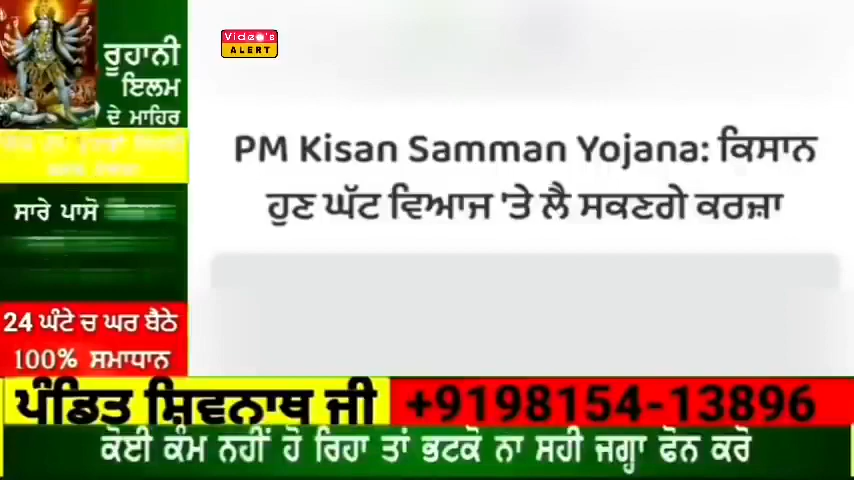 Video's
ALERT
ਰੂਹਾਨੀ
ਇਲਮ
ਦੇ ਮਾਹਿਰ
PM Kisan Samman Yojana: ਕਿਸਾਨ
ਹੁਣ ਘੱਟ ਵਿਆਜ 'ਤੇ ਲੈ ਸਕਣਗੇ ਕਰਜ਼ਾ
ਸਾਰੇ ਪਾਸੋ
24 ਘੰਟੇ ਚ ਘਰ ਬੈਠੇ
100% ਸਮਾਧਾਨ
ਪੰਡਿਤ ਸ਼ਿਵਨਾਥ ਜੀ +9198154-13896
ਕੋਈ ਕੰਮ ਨਹੀਂ ਹੋ ਰਿਹਾ ਤਾਂ ਭਟਕੋ ਨਾ ਸਹੀ ਜਗ੍ਹਾ ਫੋਨ ਕਰੋ